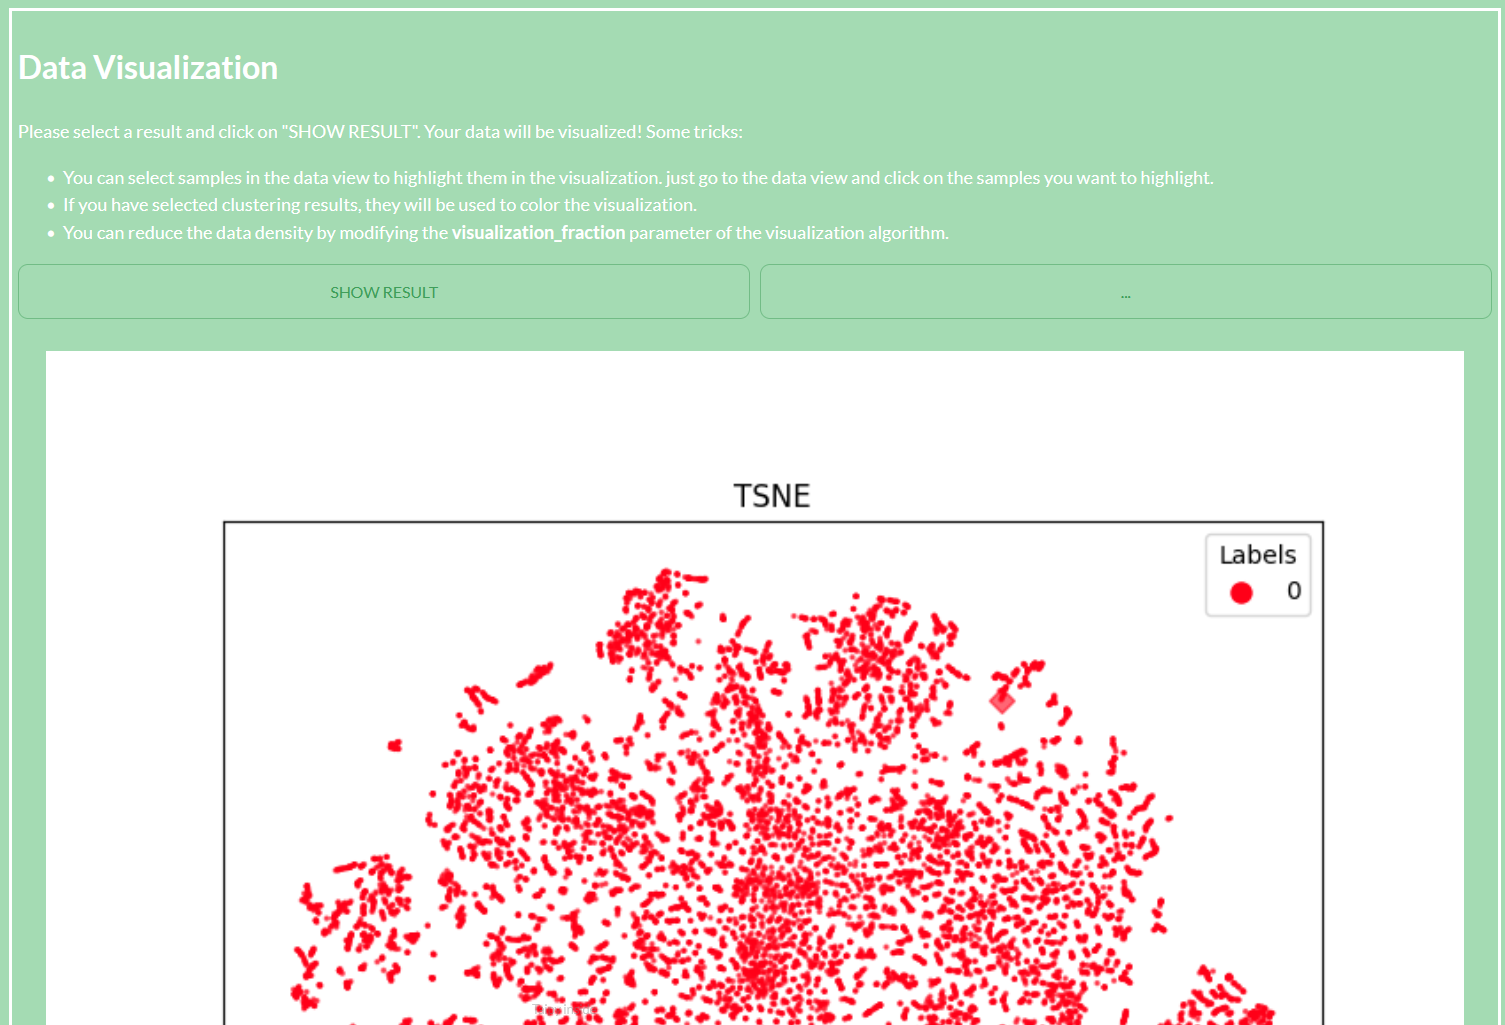 Data Visualization
Please select a result and click on "SHOW RESULT". Your data will be visualized! Some tricks:
• You can select samples in the data view to highlight them in the visualization. just go to the data view and click on the samples you want to highlight.
• If you have selected clustering results, they will be used to color the visualization.
• You can reduce the data density by modifying the visualization_fraction parameter of the visualization algorithm.
SHOW RESULT
...
TSNE
Labels
0